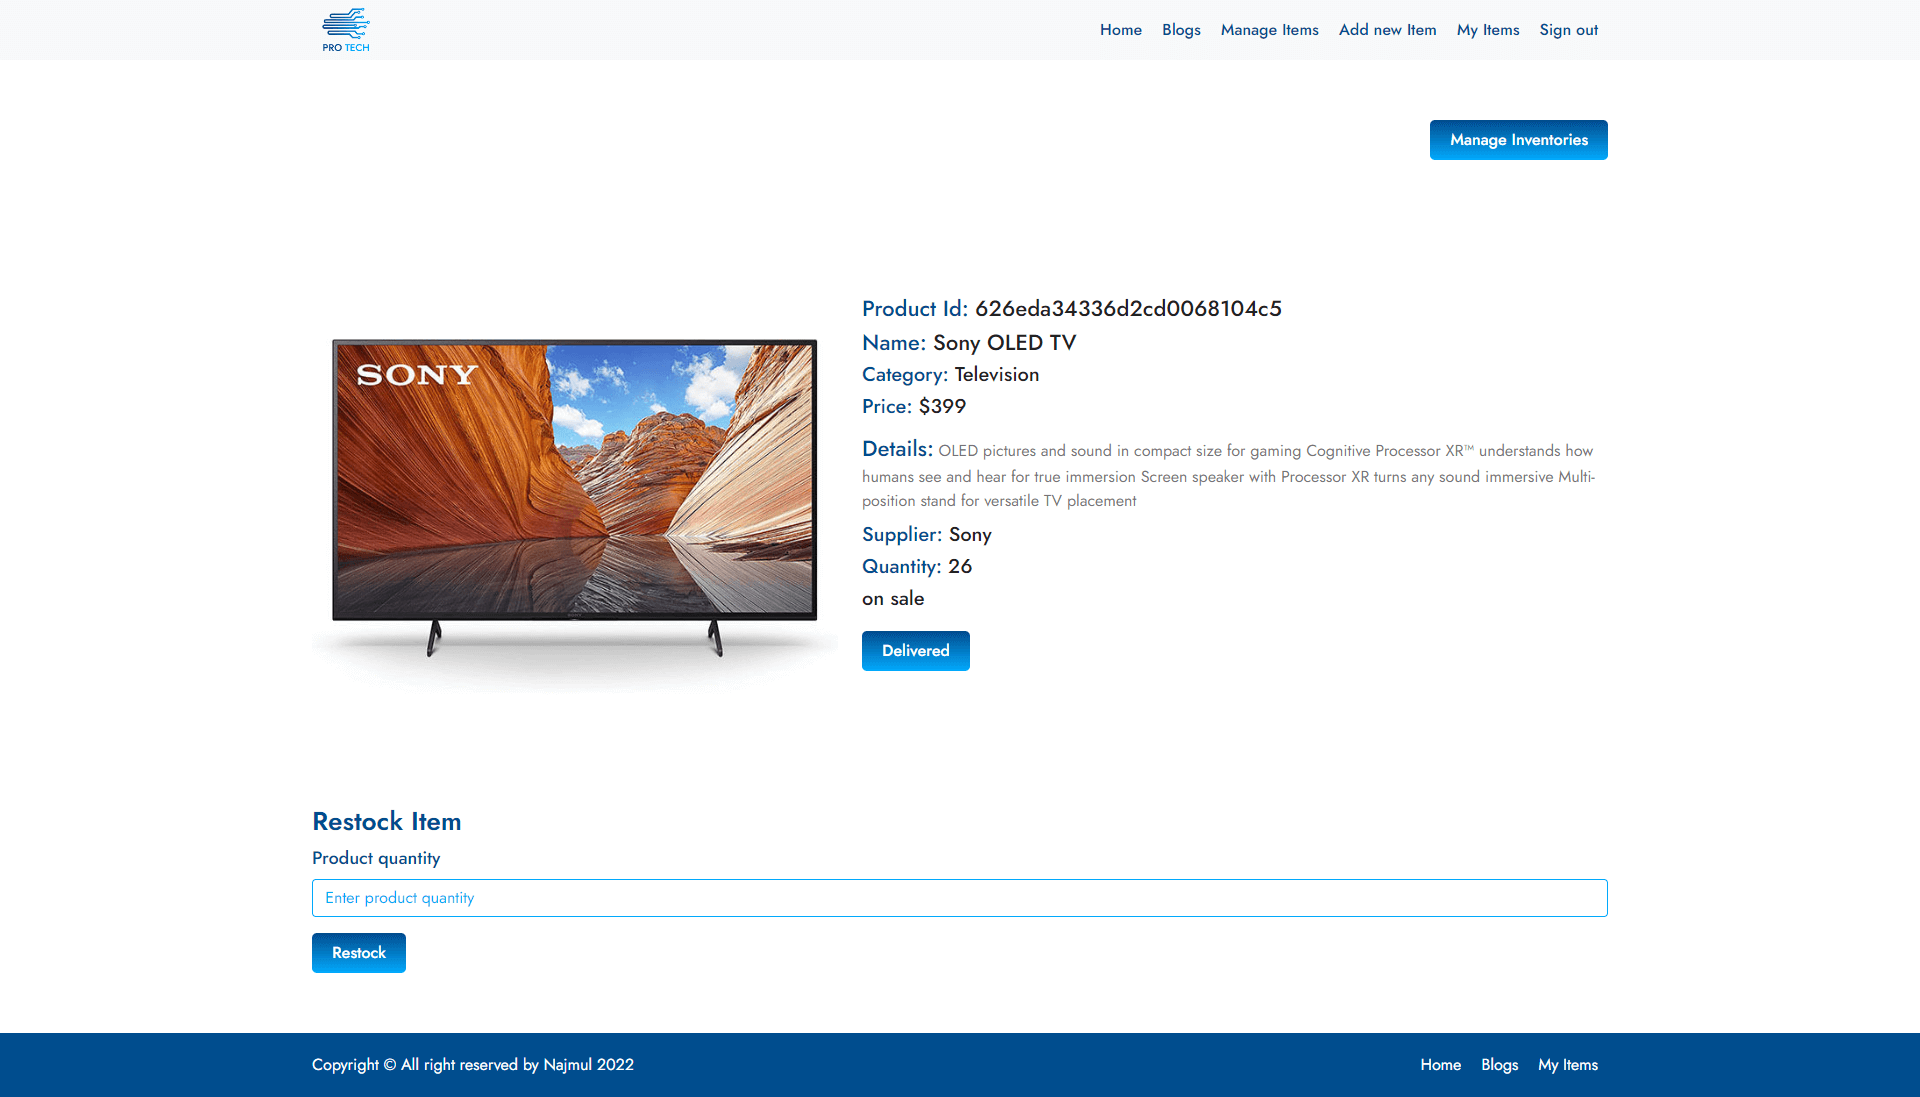 PRO TECH
Home Blogs Manage Items Add new Item My Items Sign out
Manage Inventories
SONY
Product Id: 626eda34336d2cd0068104c5
Name: Sony OLED TV
Category: Television
Price: $399
Details: OLED pictures and sound in compact size for gaming Cognitive Processor XR™ understands how
humans see and hear for true immersion Screen speaker with Processor XR turns any sound immersive Multi-
position stand for versatile TV placement
Supplier: Sony
Quantity: 26
on sale
Delivered
Restock Item
Product quantity
Enter product quantity
Restock
Copyright © All right reserved by Najmul 2022
Home Blogs My Items